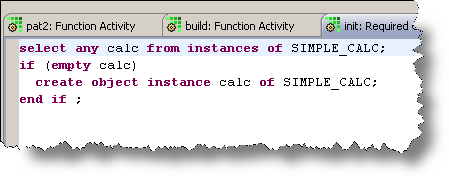 pat2: Function Activity build: Function Activity init: Required
select any calc from instances of SIMPLE_CALC;
if (empty calc)
create object instance calc of SIMPLE_CALC;
end if ;